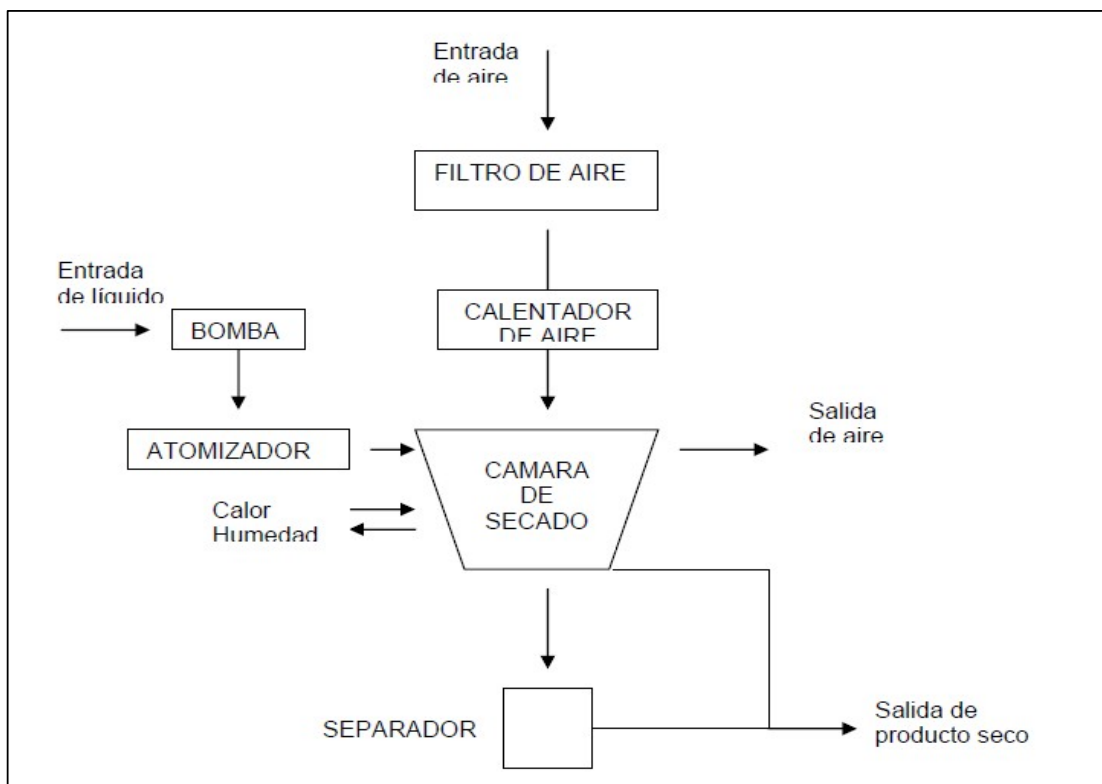 Entrada
de aire
FILTRO DE AIRE
Entrada
de líquido
BOMBA
CALENTADOR
DE AIRE
ATOMIZADOR
CAMARA
DE
SECADO
Salida
de aire
Calor
Humedad
SEPARADOR
Salida de
producto seco